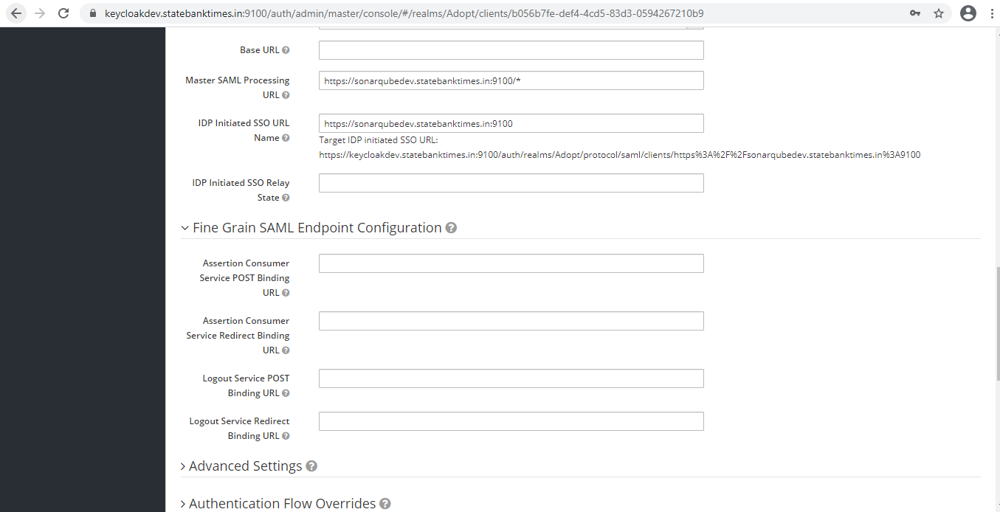 keycloakdev.statebanktimes.in:9100/auth/admin/master/console/#/realms/Adopt/clients/b056b7fe-def4-4cd5-83d3-0594267210b9
Base URL
Master SAML Processing
URL
https://sonarqubedev.statebanktimes.in:9100/*
IDP Initiated SSO URL
Name
https://sonarqubedev.statebanktimes.in:9100
Target IDP initiated SSO URL:
https://keycloakdev.statebanktimes.in:9100/auth/realms/Adopt/protocol/saml/clients/https%3A%2F%2Fsonarqubedev.statebanktimes.in%3A9100
IDP Initiated SSO Relay
State
Fine Grain SAML Endpoint Configuration
Assertion Consumer
Service POST Binding
URL
Assertion Consumer
Service Redirect Binding
URL
Logout Service POST
Binding URL
Logout Service Redirect
Binding URL
Advanced Settings
Authentication Flow Overrides